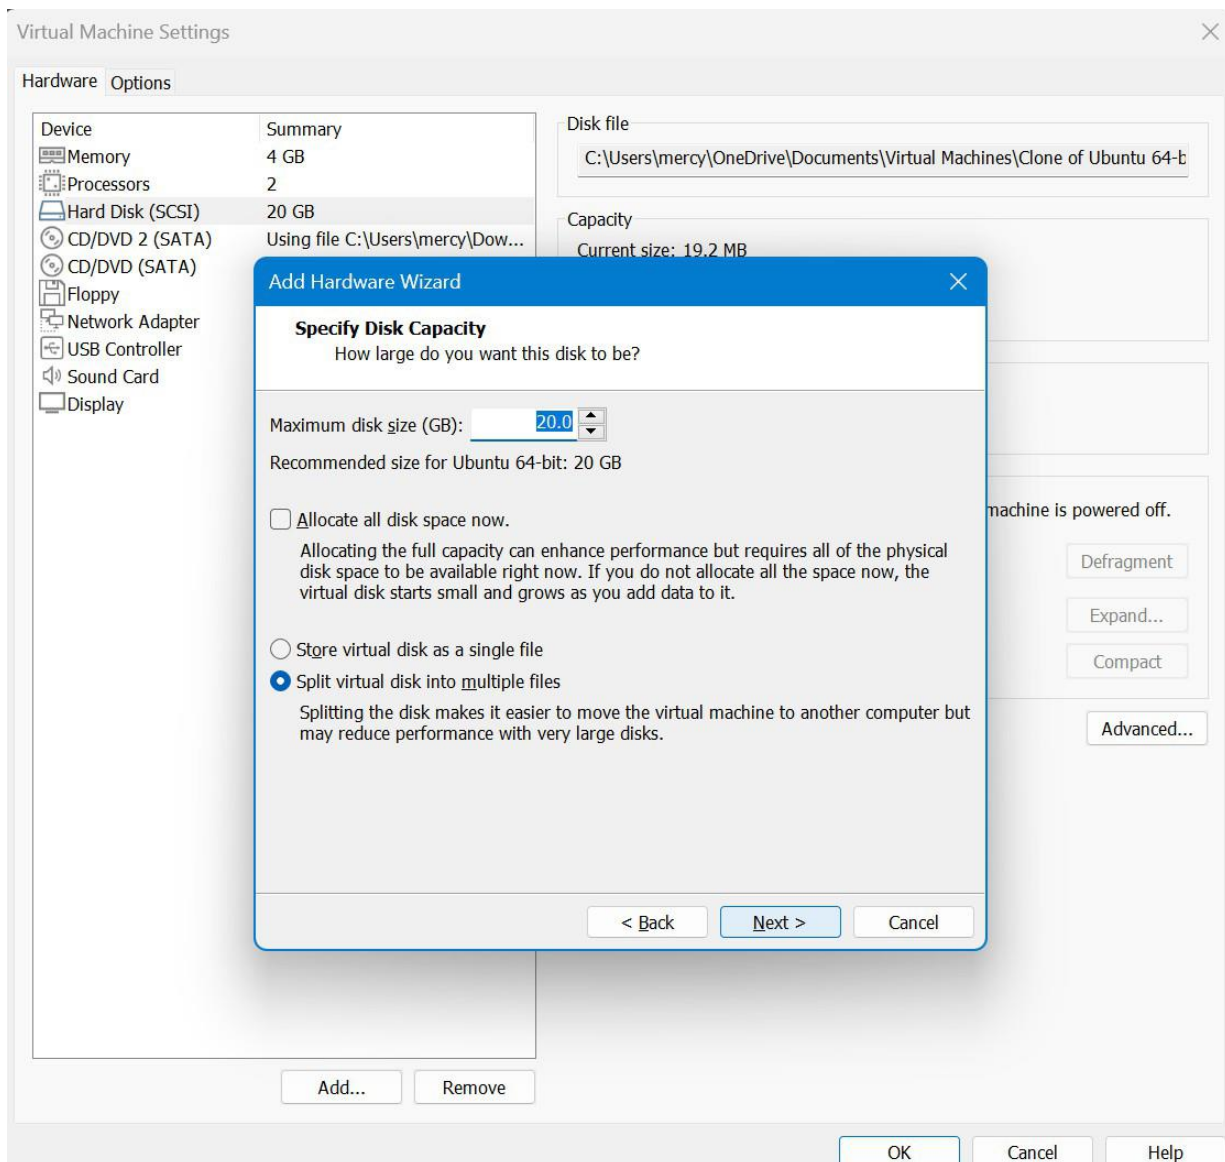 Virtual Machine Settings
Hardware Options
Device Summary
Memory 4 GB
Processors 2
Hard Disk (SCSI) 20 GB
CD/DVD 2 (SATA) Using file C:\Users\mercy\Dow...
CD/DVD (SATA)
Floppy
Network Adapter
USB Controller
Sound Card
Display
Disk file
C:\Users\mercy\OneDrive\Documents\Virtual Machines\Clone of Ubuntu 64-b
Capacity
Current size: 19.2 MB
Add Hardware Wizard
Specify Disk Capacity
How large do you want this disk to be?
Maximum disk size (GB): 20.0
Recommended size for Ubuntu 64-bit: 20 GB
Allocate all disk space now.
Allocating the full capacity can enhance performance but requires all of the physical
disk space to be available right now. If you do not allocate all the space now, the
virtual disk starts small and grows as you add data to it.
Store virtual disk as a single file
Split virtual disk into multiple files
Splitting the disk makes it easier to move the virtual machine to another computer but
may reduce performance with very large disks.
< Back Next > Cancel
machine is powered off.
Defragment
Expand...
Compact
Advanced...
Add... Remove
OK Cancel Help